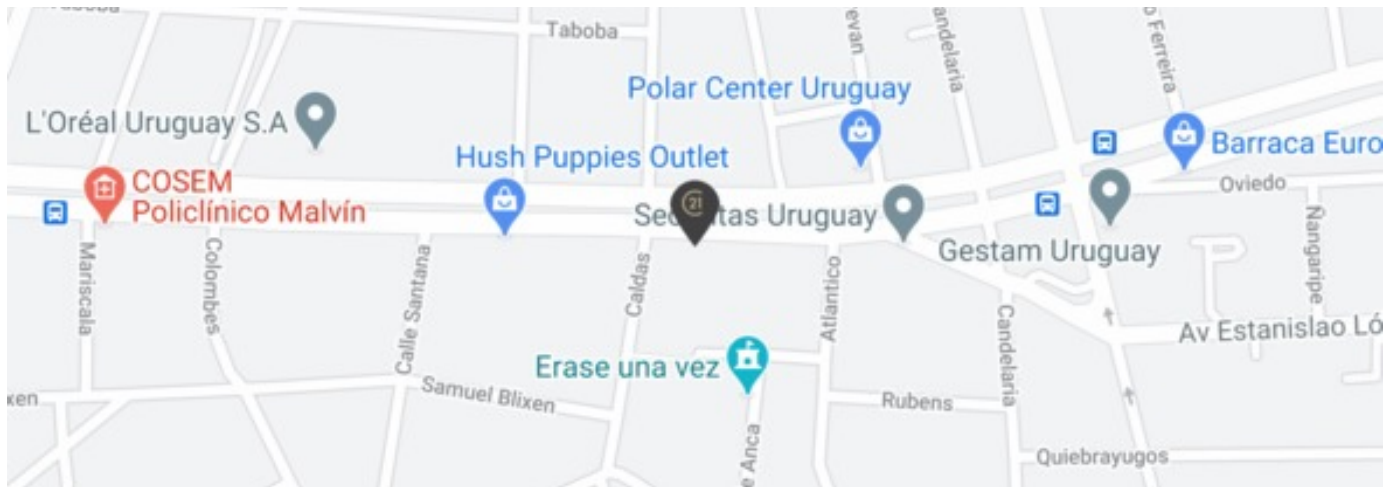 Taboba
L'Oréal Uruguay S.A
COSEM
Policlínico Malvín
Hush Puppies Outlet
Polar Center Uruguay
21
Uruguay
Gestam Uruguay
Barraca Euro
Oviedo
Ñangaripe
Av Estanislao Ló
Mariscala
Colombes
Calle Santana
Caldas
Atlantico
Candelaria
Erase una vez
Samuel Blixen
Rubens
Quiebrayugos
xen
e Anca
evan
andelaria
o Ferreira